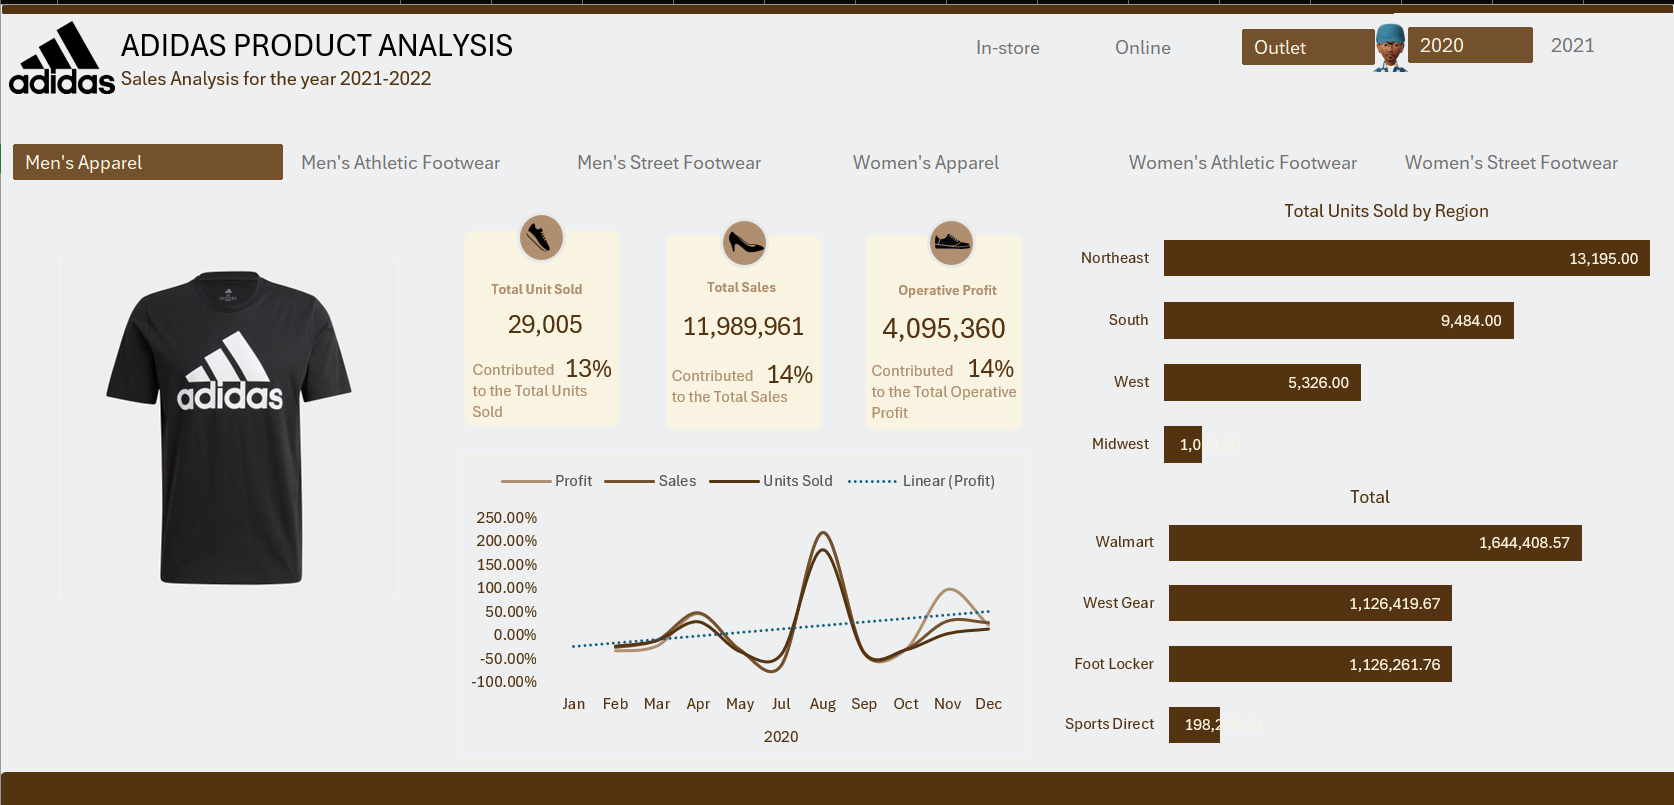 ADIDAS PRODUCT ANALYSIS
Sales Analysis for the year 2021-2022
adidas
In-store
Online
Outlet
2020
2021
Men's Apparel
Men's Athletic Footwear
Men's Street Footwear
Women's Apparel
Women's Athletic Footwear
Women's Street Footwear
adidas
Total Unit Sold
29,005
Contributed 13%
to the Total Units
Sold
Total Sales
11,989,961
Contributed 14%
to the Total Sales
Operative Profit
4,095,360
Contributed 14%
to the Total Operative
Profit
Profit
Sales
Units Sold
Linear (Profit)
250.00%
200.00%
150.00%
100.00%
50.00%
0.00%
-50.00%
-100.00%
Jan Feb Mar Apr May Jul Aug Sep Oct Nov Dec
2020
Total Units Sold by Region
Northeast 13,195.00
South 9,484.00
West 5,326.00
Midwest
Total
Walmart 1,644,408.57
West Gear 1,126,419.67
Foot Locker 1,126,261.76
Sports Direct